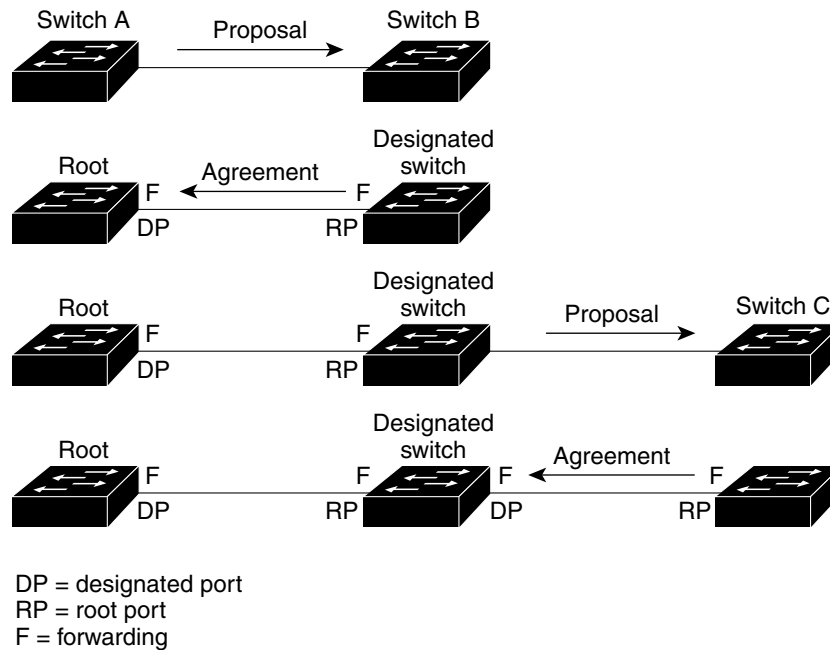 Switch A
Proposal
Switch B
Root
F
Agreement
F
Designated
switch
DP
RP
Root
F
F
Designated
switch
Proposal
Switch C
DP
RP
Root
F
F
Designated
switch
F
Agreement
F
DP
RP
DP
RP
DP = designated port
RP = root port
F = forwarding